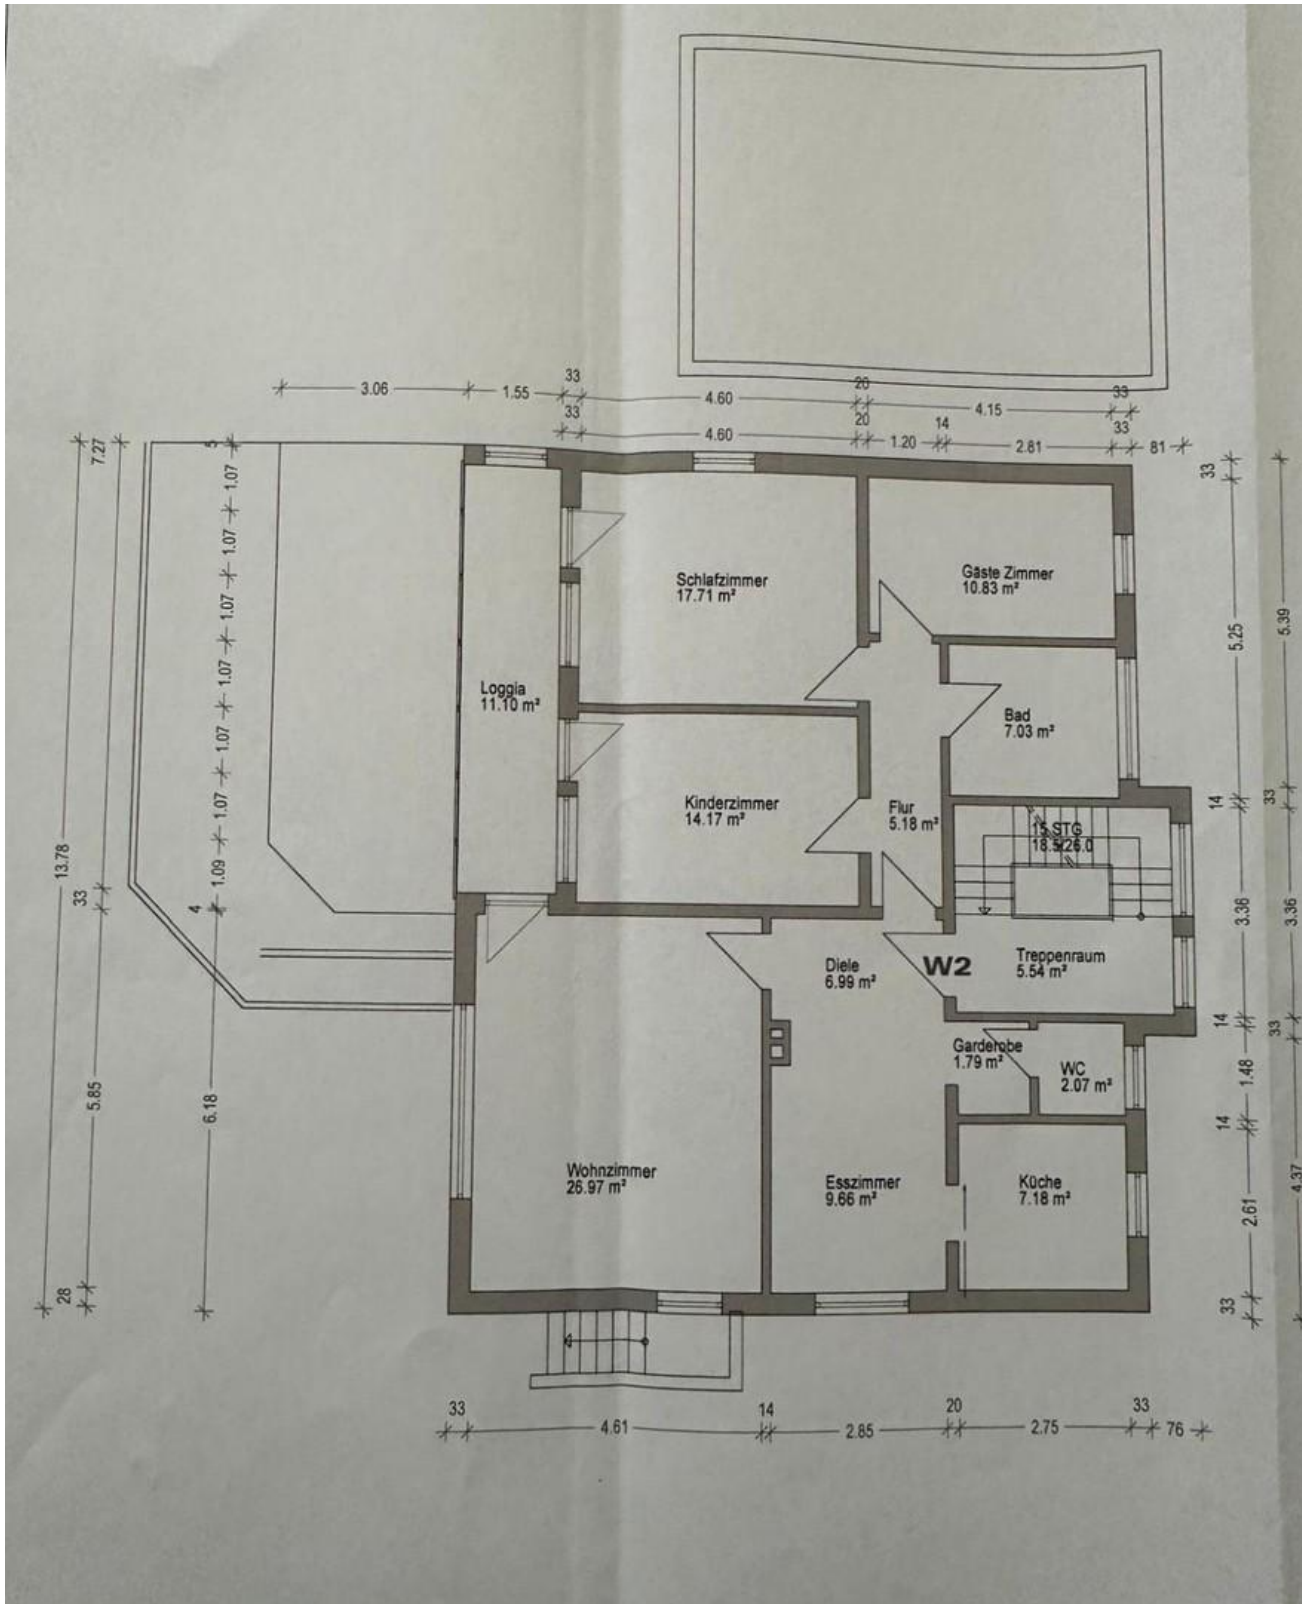 33
20
33
3.06
1.55
4.60
4.15
33
20
14
33
4.60
1.20
2.81
81
7.27
5
1.07
1.07
1.07
1.07
1.07
1.07
1.09
4
13.78
33
5.85
6.18
28
33
5.25
5.39
14
33
3.36
3.36
14
33
1.48
14
2.61
4.37
33
Schlafzimmer
17.71 m²
Gäste Zimmer
10.83 m²
Loggia
11.10 m²
Bad
7.03 m²
Kinderzimmer
14.17 m²
Flur
5.18 m²
15 STG
18.5/26.0
Diele
6.99 m²
W2
Treppenraum
5.54 m²
Garderobe
1.79 m²
WC
2.07 m²
Wohnzimmer
26.97 m²
Esszimmer
9.66 m²
Küche
7.18 m²
33
14
20
33
4.61
2.85
2.75
76